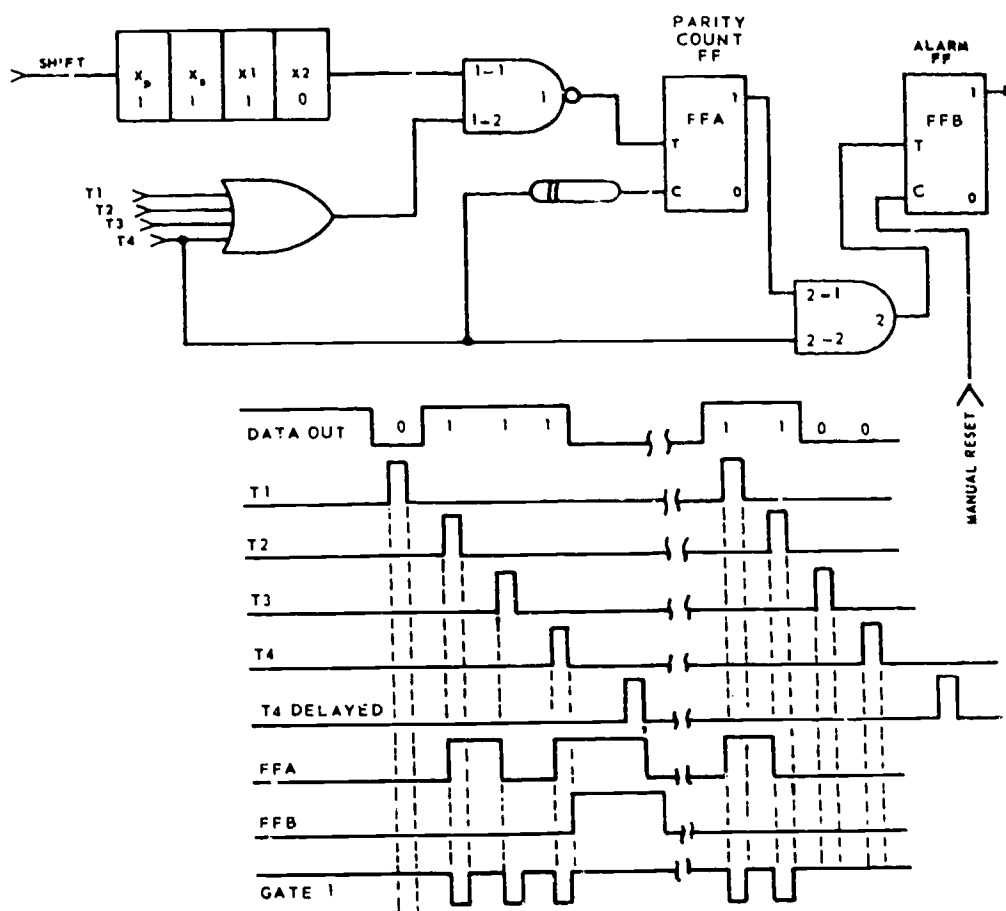 PARITY
COUNT
FF
ALARM
FF
SHIFT
Xp Xs X1 X2
1 1 1 0
1-1
1
1-2
FFA
1
T
C
0
FFB
1
T
C
0
T1
T2
T3
T4
2-1
2
2-2
MANUAL RESET
DATA OUT 0 1 1 1 1 1 0 0
T1
T2
T3
T4
T4 DELAYED
FFA
FFB
GATE 1